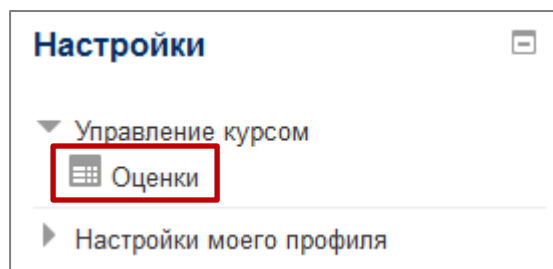 Настройки
Управление курсом
Оценки
Настройки моего профиля